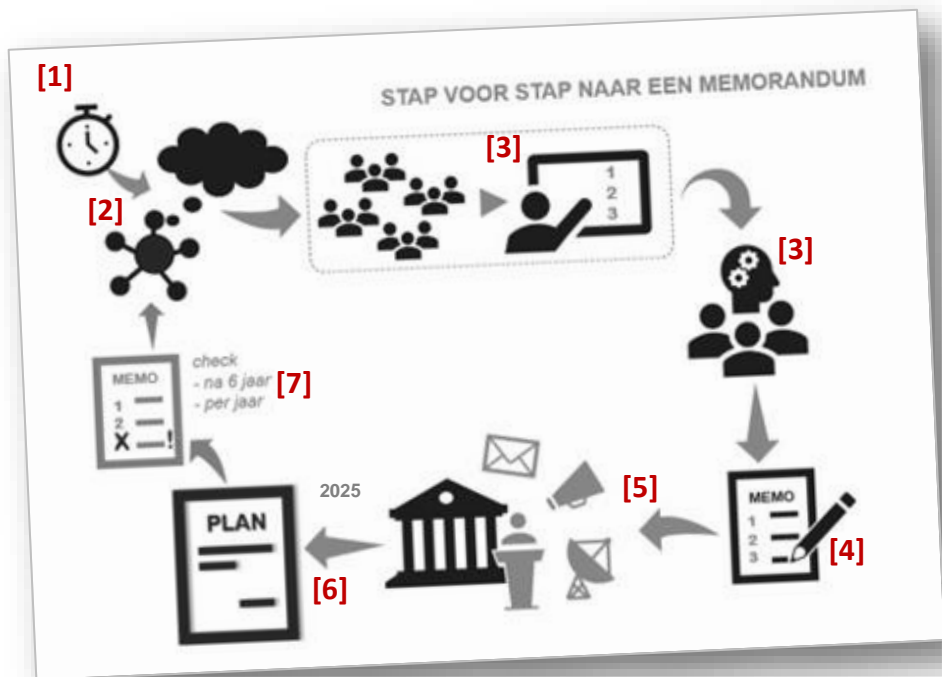 [1]
STAP VOOR STAP NAAR EEN MEMORANDUM
[2]
[3]
1
2
3
[3]
MEMO
1
2
3
[4]
[5]
2025
[6]
PLAN
MEMO
1
2
X !
check
- na 6 jaar
- per jaar
[7]